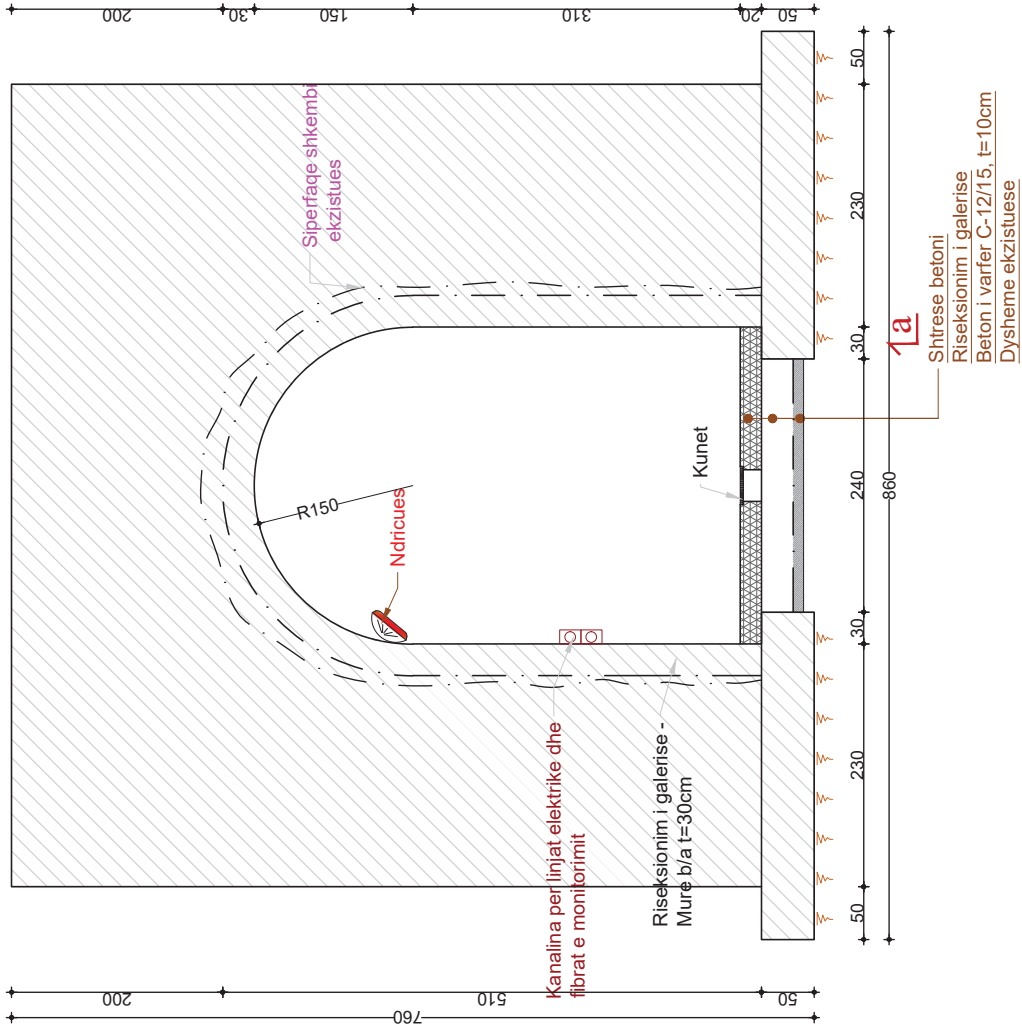 200
30
150
310
20
50
Siperfaqe shkembi
ekzistues
R150
Ndricues
Kunet
Kanalina per linjat elektrike dhe
fibrat e monitorimit
Riseksionim i galerise -
Mure b/a t=30cm
50
230
30
240
30
230
50
860
1a
Shtrese betoni
Riseksionim i galerise
Beton i varfer C-12/15, t=10cm
Dysheme ekzistuese
200
510
50
760